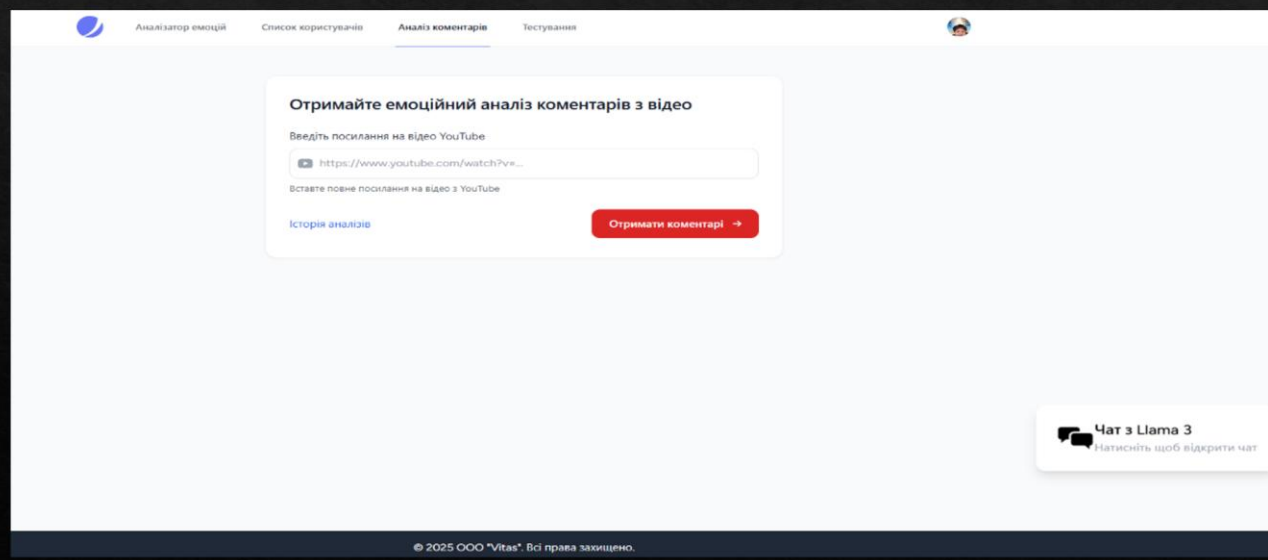 Аналізатор емоцій Список користувачів Аналіз коментарів Тестування
Отримайте емоційний аналіз коментарів з відео
Введіть посилання на відео YouTube
https://www.youtube.com/watch?v=...
Вставте повне посилання на відео з YouTube
Історія аналізів Отримати коментарі →
Чат з Llama 3
Натисніть щоб відкрити чат
© 2025 ООО "Vitas". Всі права захищено.